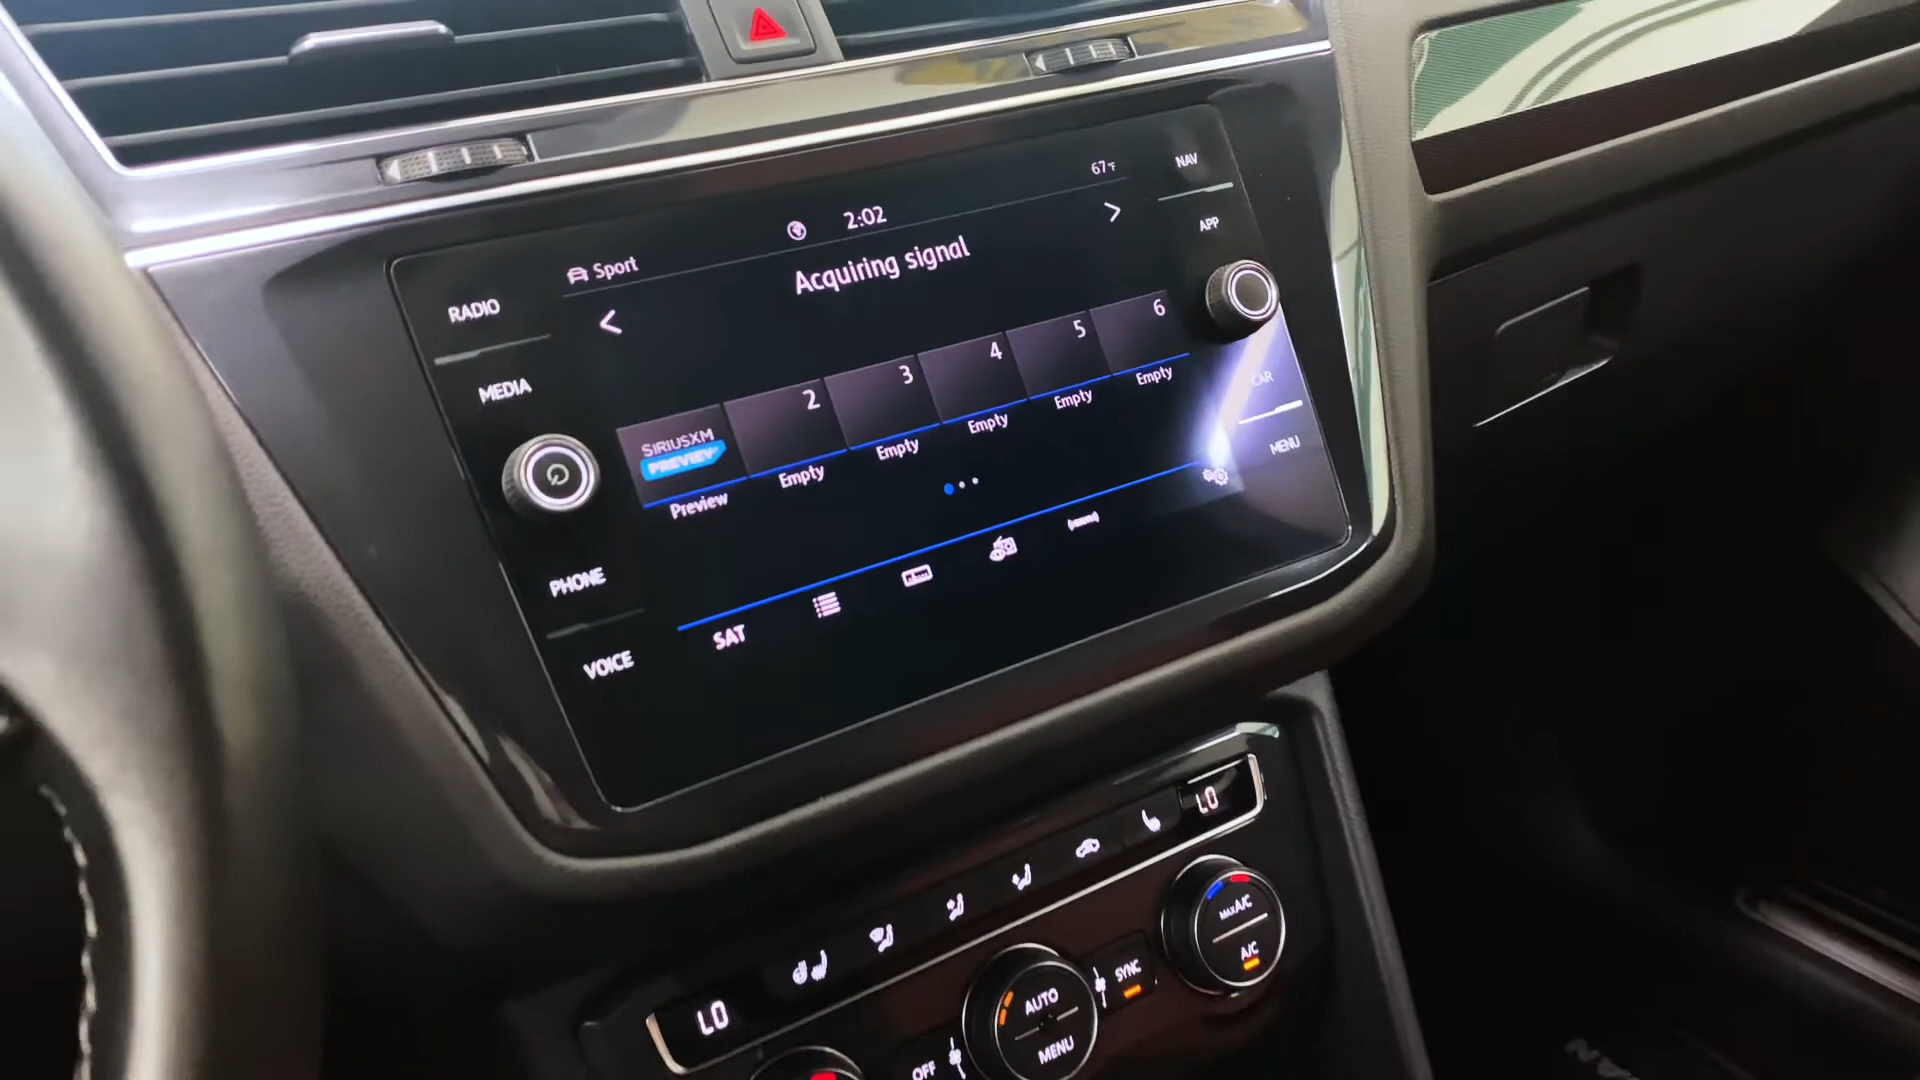 67°F
NAV
2:02
APP
Sport
Acquiring signal
RADIO
MEDIA
SIRIUSXM
PREVIEW
2
3
4
5
6
Preview
Empty
Empty
Empty
Empty
Empty
CAR
MENU
PHONE
VOICE
SAT
LO
LO
MAX A/C
A/C
SYNC
AUTO
MENU
OFF